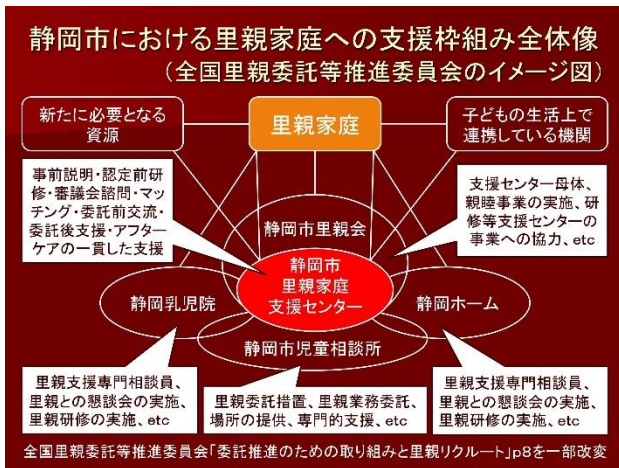 静岡市における里親家庭への支援枠組み全体像
(全国里親委託等推進委員会のイメージ図)
新たに必要となる
資源
里親家庭
子どもの生活上で
連携している機関
事前説明・認定前研
修・審議会諮問・マッ
チング・委託前交流・
委託後支援・アフター
ケアの一貫した支援
支援センター母体、
親睦事業の実施、研
修等支援センターの
事業への協力、etc
静岡市里親会
静岡市
里親家庭
支援センター
静岡乳児院
静岡ホーム
静岡市児童相談所
里親支援専門相談員、
里親との懇談会の実施、
里親研修の実施、etc
里親委託措置、里親業務委託、
場所の提供、専門的支援、etc
里親支援専門相談員、
里親との懇談会の実施、
里親研修の実施、etc
全国里親委託等推進委員会「委託推進のための取り組みと里親リクルート」p8を一部改変